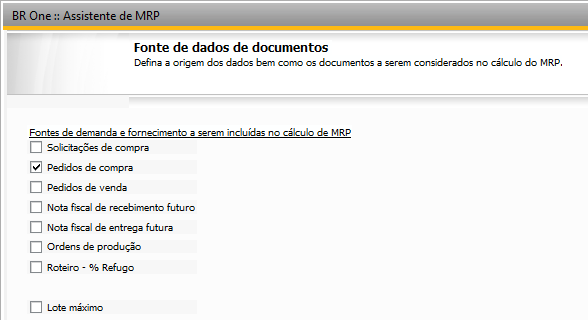 BR One :: Assistente de MRP
Fonte de dados de documentos
Defina a origem dos dados bem como os documentos a serem considerados no cálculo do MRP.
Fontes de demanda e fornecimento a serem incluídas no cálculo de MRP
Solicitações de compra
Pedidos de compra
Pedidos de venda
Nota fiscal de recebimento futuro
Nota fiscal de entrega futura
Ordens de produção
Roteiro - % Refugo
Lote máximo